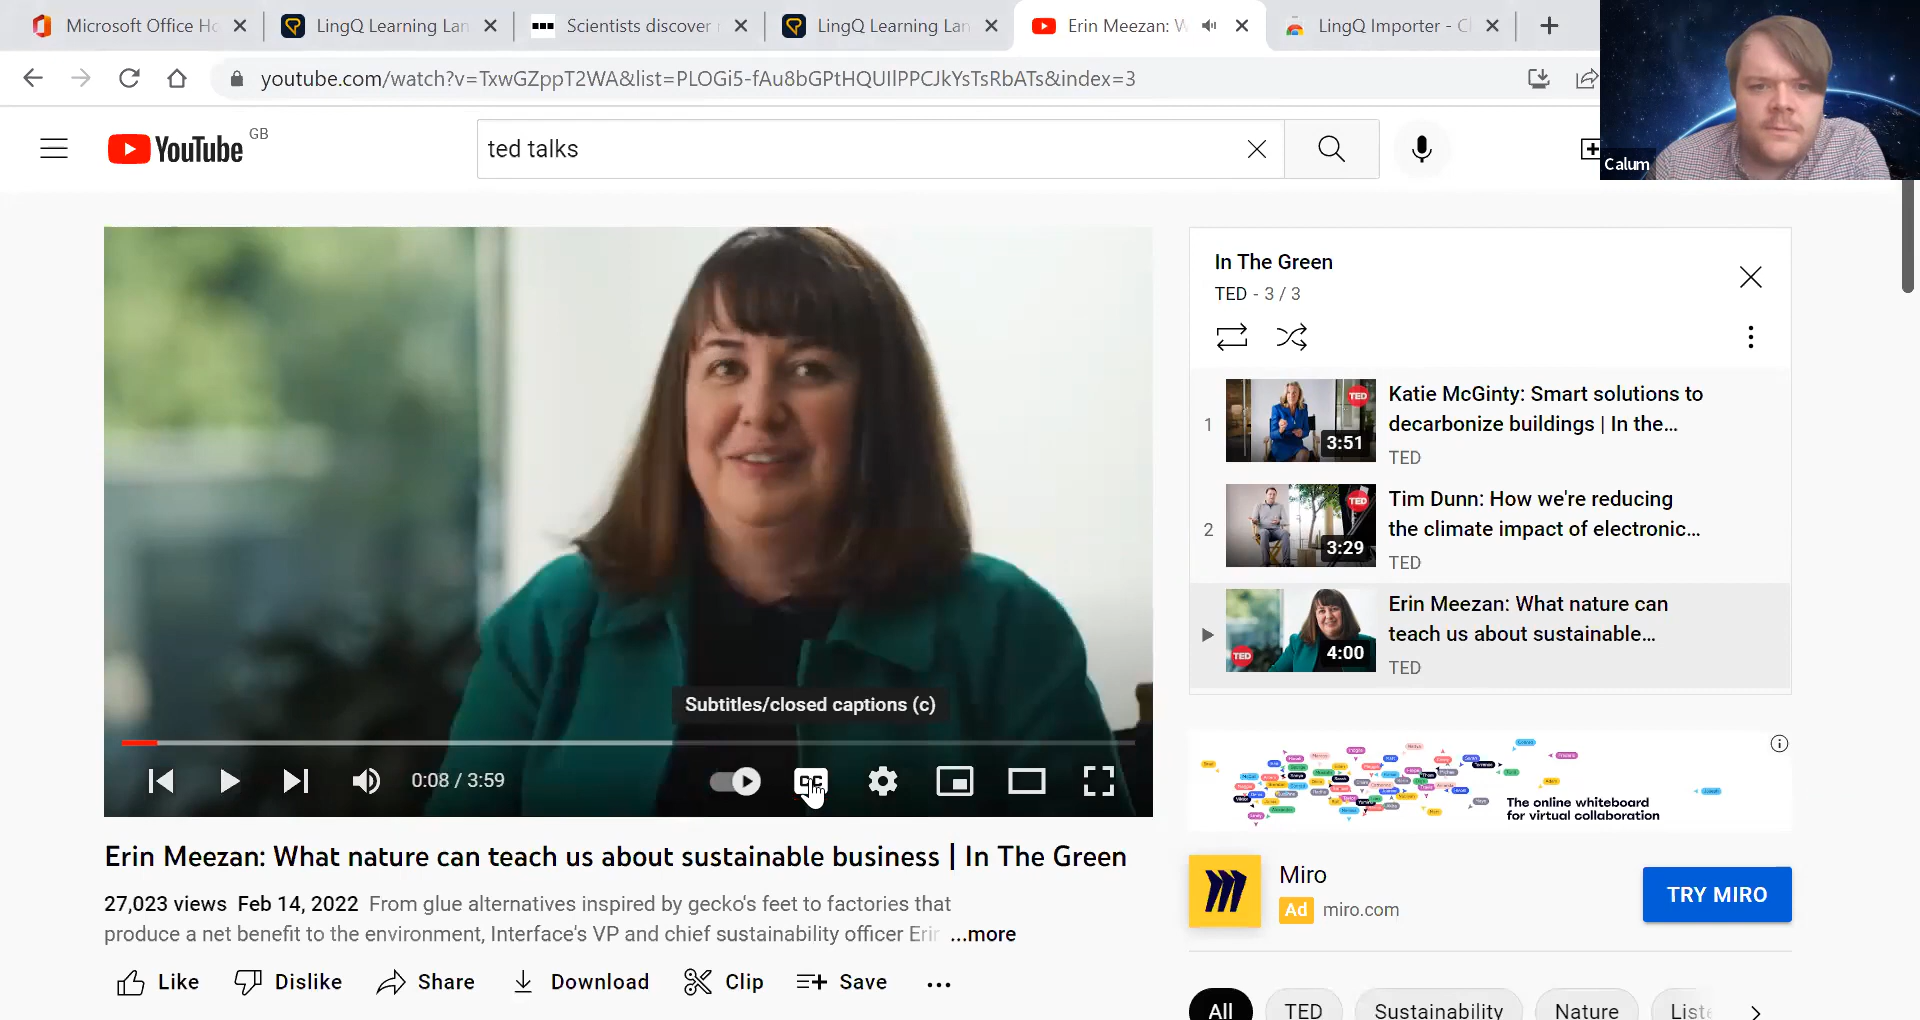 Microsoft Office Ho
LingQ Learning Lan
Scientists discover
LingQ Learning Lan
Erin Meezan: W
LingQ Importer - Ch
youtube.com/watch?v=TxwGZppT2WA&list=PLOGi5-fAu8bGPtHQUIlPPCJkYsTsRbATs&index=3
YouTube GB
ted talks
Calum
Subtitles/closed captions (c)
0:08 / 3:59
CC
Erin Meezan: What nature can teach us about sustainable business | In The Green
27,023 views Feb 14, 2022 From glue alternatives inspired by gecko's feet to factories that
produce a net benefit to the environment, Interface's VP and chief sustainability officer Erin ...more
Like Dislike Share Download Clip Save ...
In The Green
TED - 3 / 3
1
3:51
TED
Katie McGinty: Smart solutions to
decarbonize buildings | In the...
TED
2
3:29
TED
Tim Dunn: How we're reducing
the climate impact of electronic...
TED
4:00
TED
Erin Meezan: What nature can
teach us about sustainable...
TED
The online whiteboard
for virtual collaboration
Miro
Ad miro.com
TRY MIRO
All TED Sustainability Nature Liste